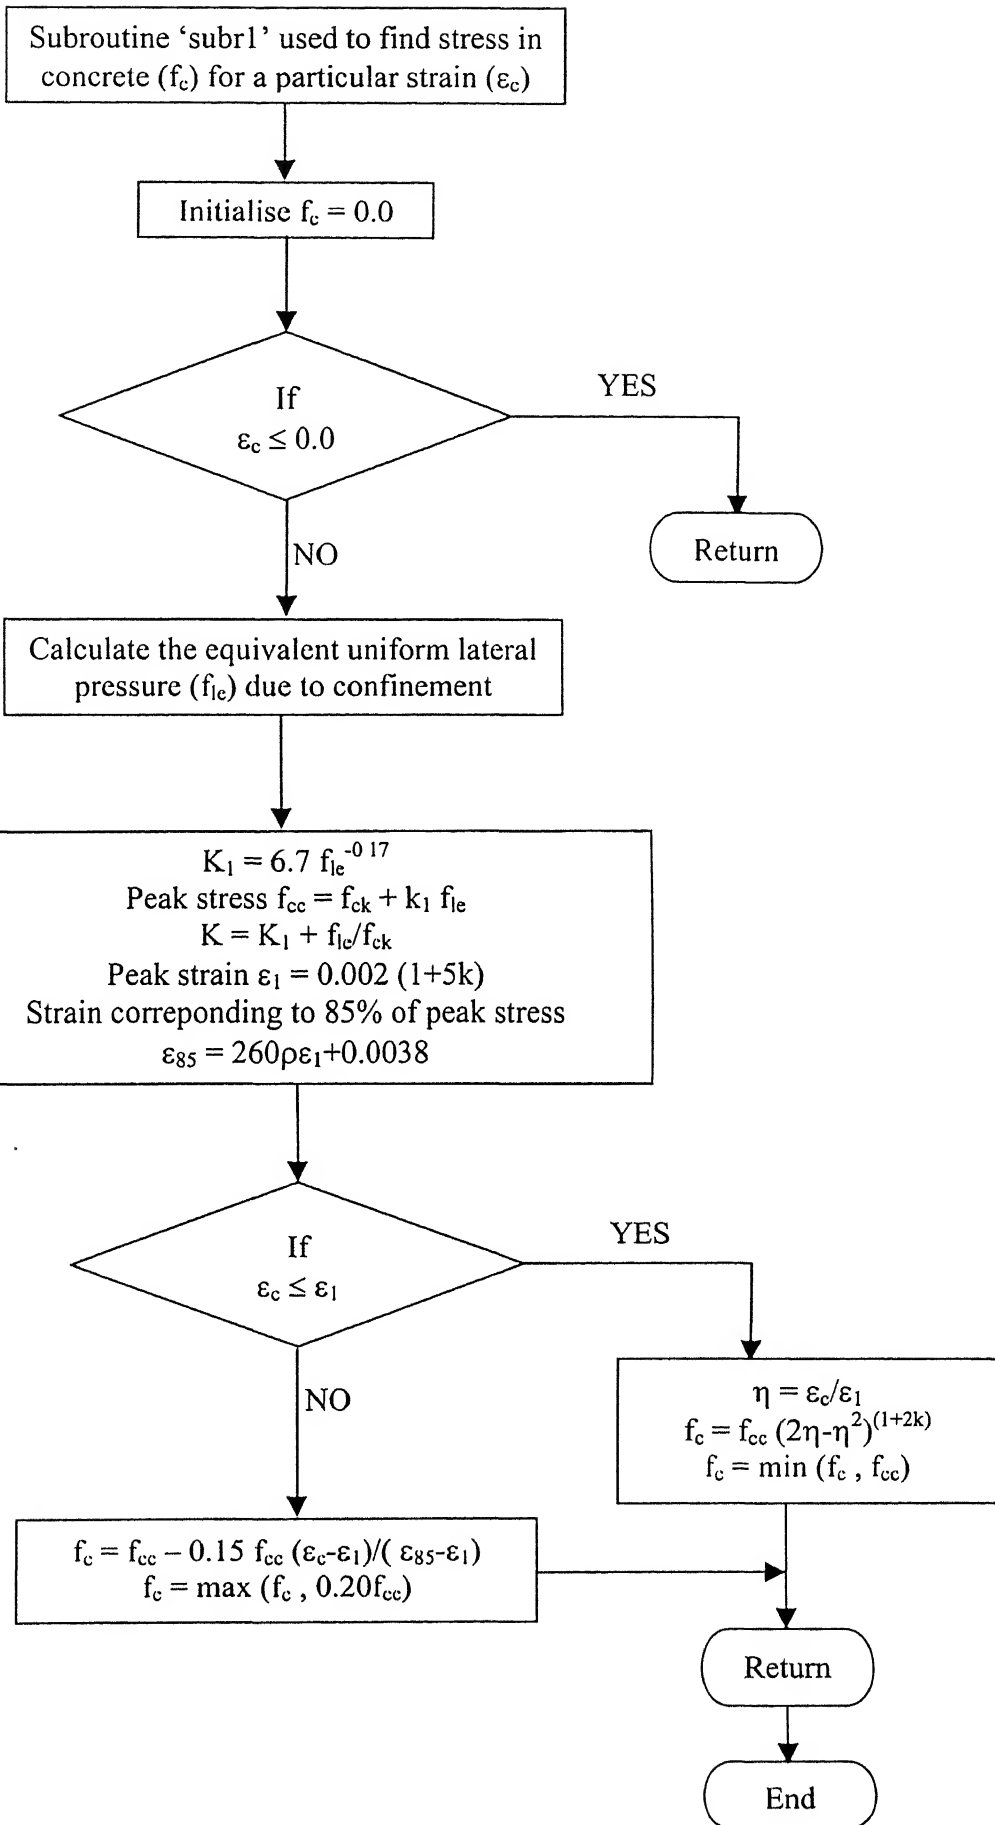 Subroutine ‘subr1’ used to find stress in
concrete (fc) for a particular strain (εc)
Initialise fc = 0.0
If
εc ≤ 0.0
YES
Return
NO
Calculate the equivalent uniform lateral
pressure (fle) due to confinement
K1 = 6.7 fle^-0 17
Peak stress fcc = fck + k1 fle
K = K1 + fle/fck
Peak strain ε1 = 0.002 (1+5k)
Strain correponding to 85% of peak stress
ε85 = 260ρε1+0.0038
If
εc ≤ ε1
YES
NO
η = εc/ε1
fc = fcc (2η-η²)^(1+2k)
fc = min (fc , fcc)
fc = fcc – 0.15 fcc (εc-ε1)/( ε85-ε1)
fc = max (fc , 0.20fcc)
Return
End